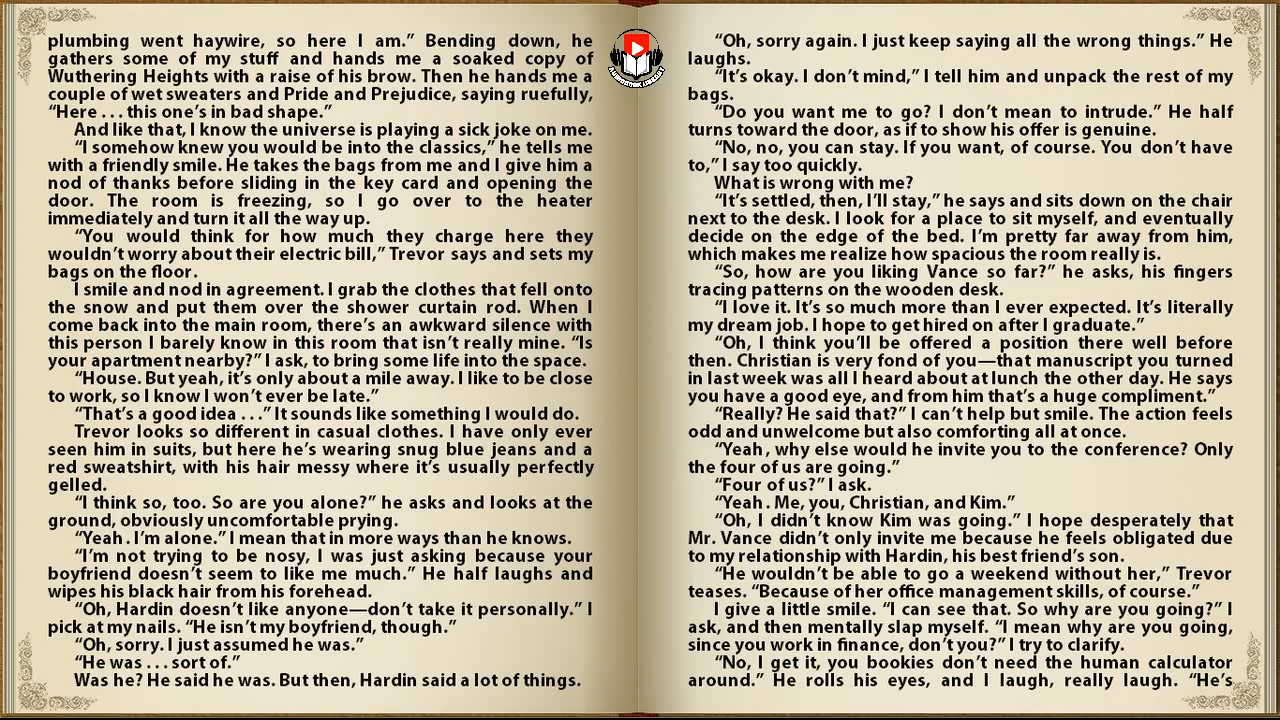 plumbing went haywire, so here I am.” Bending down, he
gathers some of my stuff and hands me a soaked copy of
Wuthering Heights with a raise of his brow. Then he hands me a
couple of wet sweaters and Pride and Prejudice, saying ruefully,
“Here . . . this one’s in bad shape.”
And like that, I know the universe is playing a sick joke on me.
“I somehow knew you would be into the classics,” he tells me
with a friendly smile. He takes the bags from me and I give him a
nod of thanks before sliding in the key card and opening the
door. The room is freezing, so I go over to the heater
immediately and turn it all the way up.
“You would think for how much they charge here they
wouldn’t worry about their electric bill,” Trevor says and sets my
bags on the floor.
I smile and nod in agreement. I grab the clothes that fell onto
the snow and put them over the shower curtain rod. When I
come back into the main room, there’s an awkward silence with
this person I barely know in this room that isn’t really mine. “Is
your apartment nearby?” I ask, to bring some life into the space.
“House. But yeah, it’s only about a mile away. I like to be close
to work, so I know I won’t ever be late.”
“That’s a good idea . . .” It sounds like something I would do.
Trevor looks so different in casual clothes. I have only ever
seen him in suits, but here he’s wearing snug blue jeans and a
red sweatshirt, with his hair messy where it’s usually perfectly
gelled.
“I think so, too. So are you alone?” he asks and looks at the
ground, obviously uncomfortable prying.
“Yeah . I’m alone.” I mean that in more ways than he knows.
“I’m not trying to be nosy, I was just asking because your
boyfriend doesn’t seem to like me much.” He half laughs and
wipes his black hair from his forehead.
“Oh, Hardin doesn’t like anyone—don’t take it personally.” I
pick at my nails. “He isn’t my boyfriend, though.”
“Oh, sorry. I just assumed he was.”
“He was . . . sort of.”
Was he? He said he was. But then, Hardin said a lot of things.
“Oh, sorry again. I just keep saying all the wrong things.” He
laughs.
“It’s okay. I don’t mind,” I tell him and unpack the rest of my
bags.
“Do you want me to go? I don’t mean to intrude.” He half
turns toward the door, as if to show his offer is genuine.
“No, no, you can stay. If you want, of course. You don’t have
to,” I say too quickly.
What is wrong with me?
“It’s settled, then, I’ll stay,” he says and sits down on the chair
next to the desk. I look for a place to sit myself, and eventually
decide on the edge of the bed. I’m pretty far away from him,
which makes me realize how spacious the room really is.
“So, how are you liking Vance so far?” he asks, his fingers
tracing patterns on the wooden desk.
“I love it. It’s so much more than I ever expected. It’s literally
my dream job. I hope to get hired on after I graduate.”
“Oh, I think you’ll be offered a position there well before
then. Christian is very fond of you—that manuscript you turned
in last week was all I heard about at lunch the other day. He says
you have a good eye, and from him that’s a huge compliment.”
“Really? He said that?” I can’t help but smile. The action feels
odd and unwelcome but also comforting all at once.
“Yeah , why else would he invite you to the conference? Only
the four of us are going.”
“Four of us?” I ask.
“Yeah . Me, you, Christian, and Kim.”
“Oh, I didn’t know Kim was going.” I hope desperately that
Mr. Vance didn’t only invite me because he feels obligated due
to my relationship with Hardin, his best friend’s son.
“He wouldn’t be able to go a weekend without her,” Trevor
teases. “Because of her office management skills, of course.”
I give a little smile. “I can see that. So why are you going?” I
ask, and then mentally slap myself. “I mean why are you going,
since you work in finance, don’t you?” I try to clarify.
“No, I get it, you bookies don’t need the human calculator
around.” He rolls his eyes, and I laugh, really laugh. “He’s